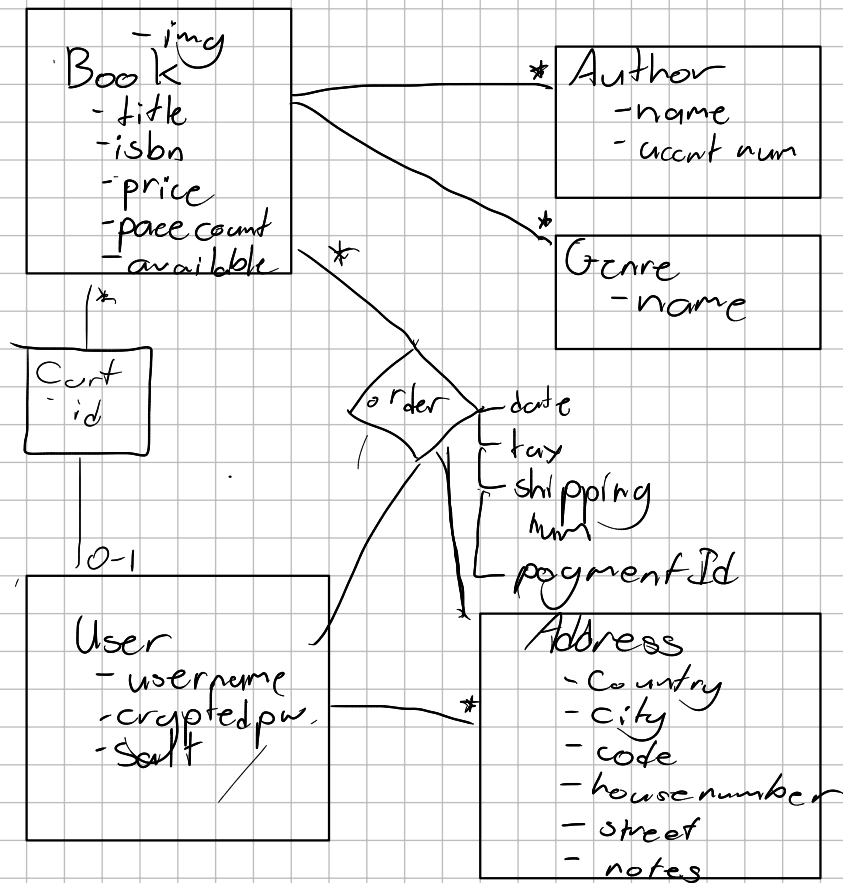 - img
Book
- title
- isbn
- price
- page count
- available
*
Author
- name
- accnt num
*
Genre
- name
*
*
Cart
- id
0-1
order
- date
- tax
- shipping
num
- paymentId
User
- username
- cryptedpw.
- salt
*
Address
- Country
- city
- code
- housenumber
- street
- notes